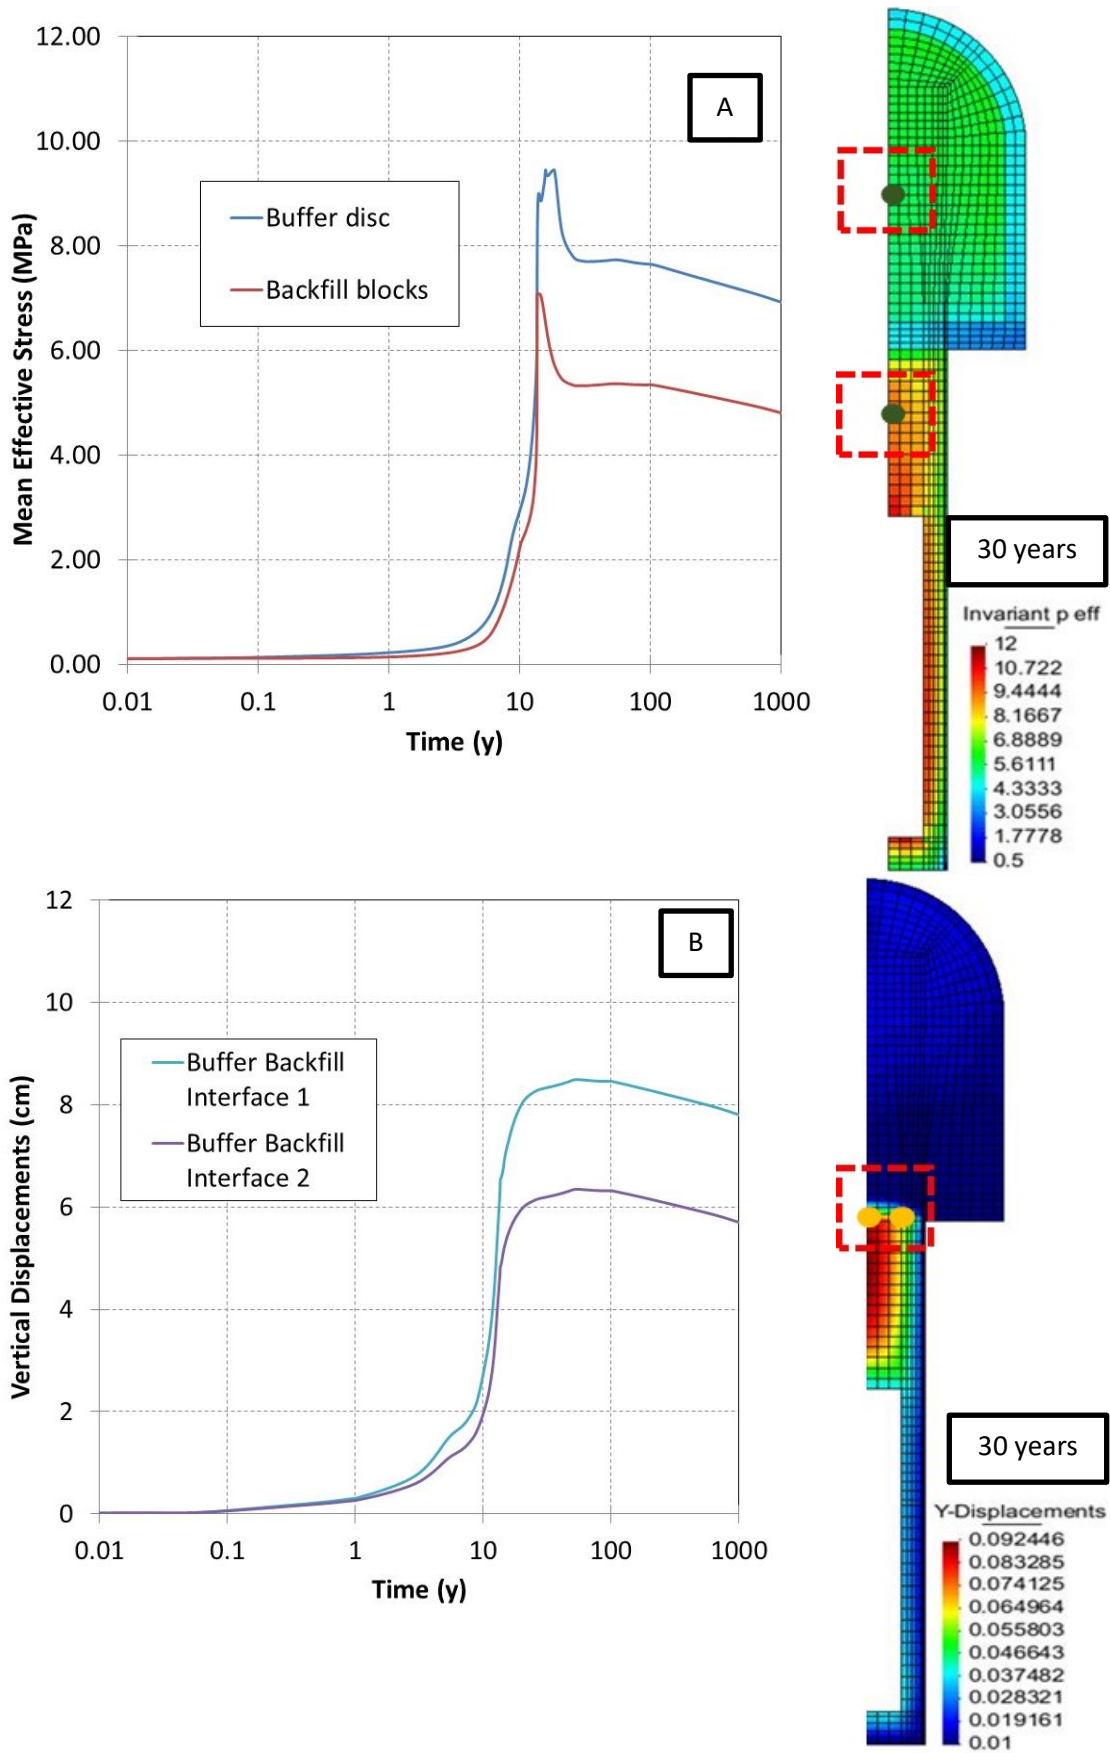 12.00
10.00
8.00
6.00
4.00
2.00
0.00
Mean Effective Stress (MPa)
A
Buffer disc
Backfill blocks
0.01 0.1 1 10 100 1000
Time (y)
30 years
Invariant p eff
12
10.722
9.4444
8.1667
6.8889
5.6111
4.3333
3.0556
1.7778
0.5
12
10
8
6
4
2
0
Vertical Displacements (cm)
B
Buffer Backfill
Interface 1
Buffer Backfill
Interface 2
0.01 0.1 1 10 100 1000
Time (y)
30 years
Y-Displacements
0.092446
0.083285
0.074125
0.064964
0.055803
0.046643
0.037482
0.028321
0.019161
0.01